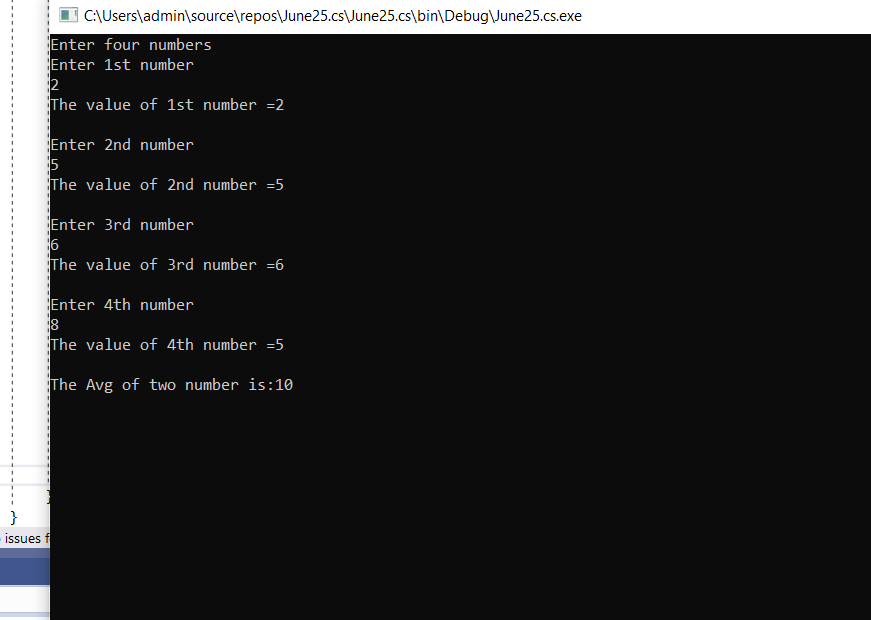 C:\Users\admin\source\repos\June25.cs\June25.cs\bin\Debug\June25.cs.exe
Enter four numbers
Enter 1st number
2
The value of 1st number =2
Enter 2nd number
5
The value of 2nd number =5
Enter 3rd number
6
The value of 3rd number =6
Enter 4th number
8
The value of 4th number =5
The Avg of two number is:10
}
}
issues f